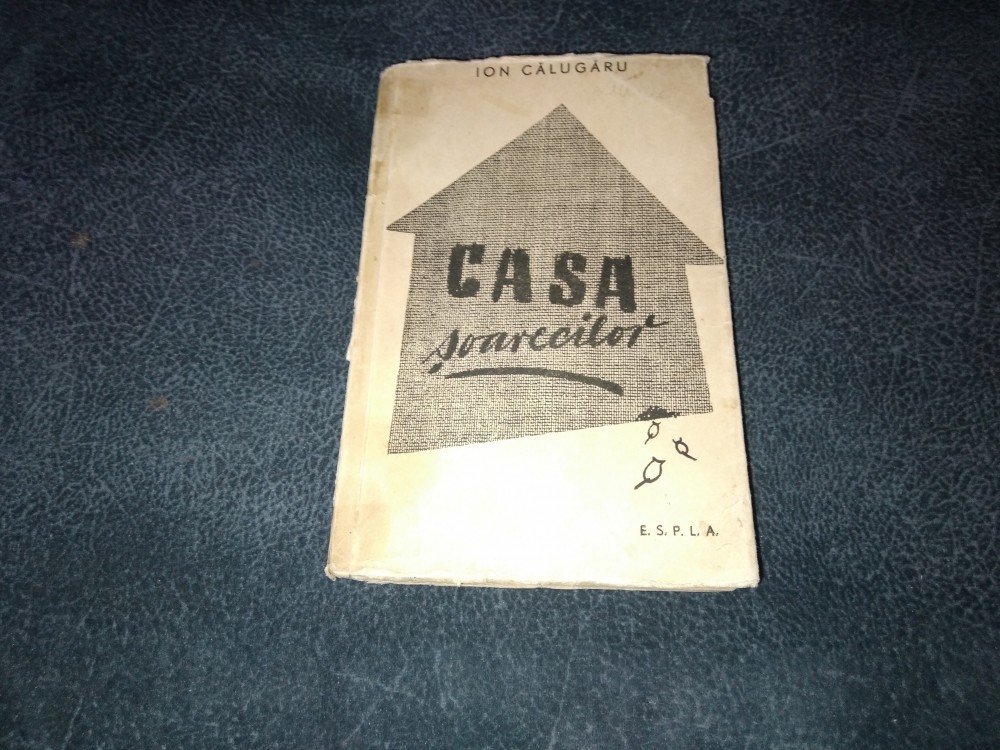 ION CĂLUGĂRU
CASA
șoarecilor
E. S. P. L. A.